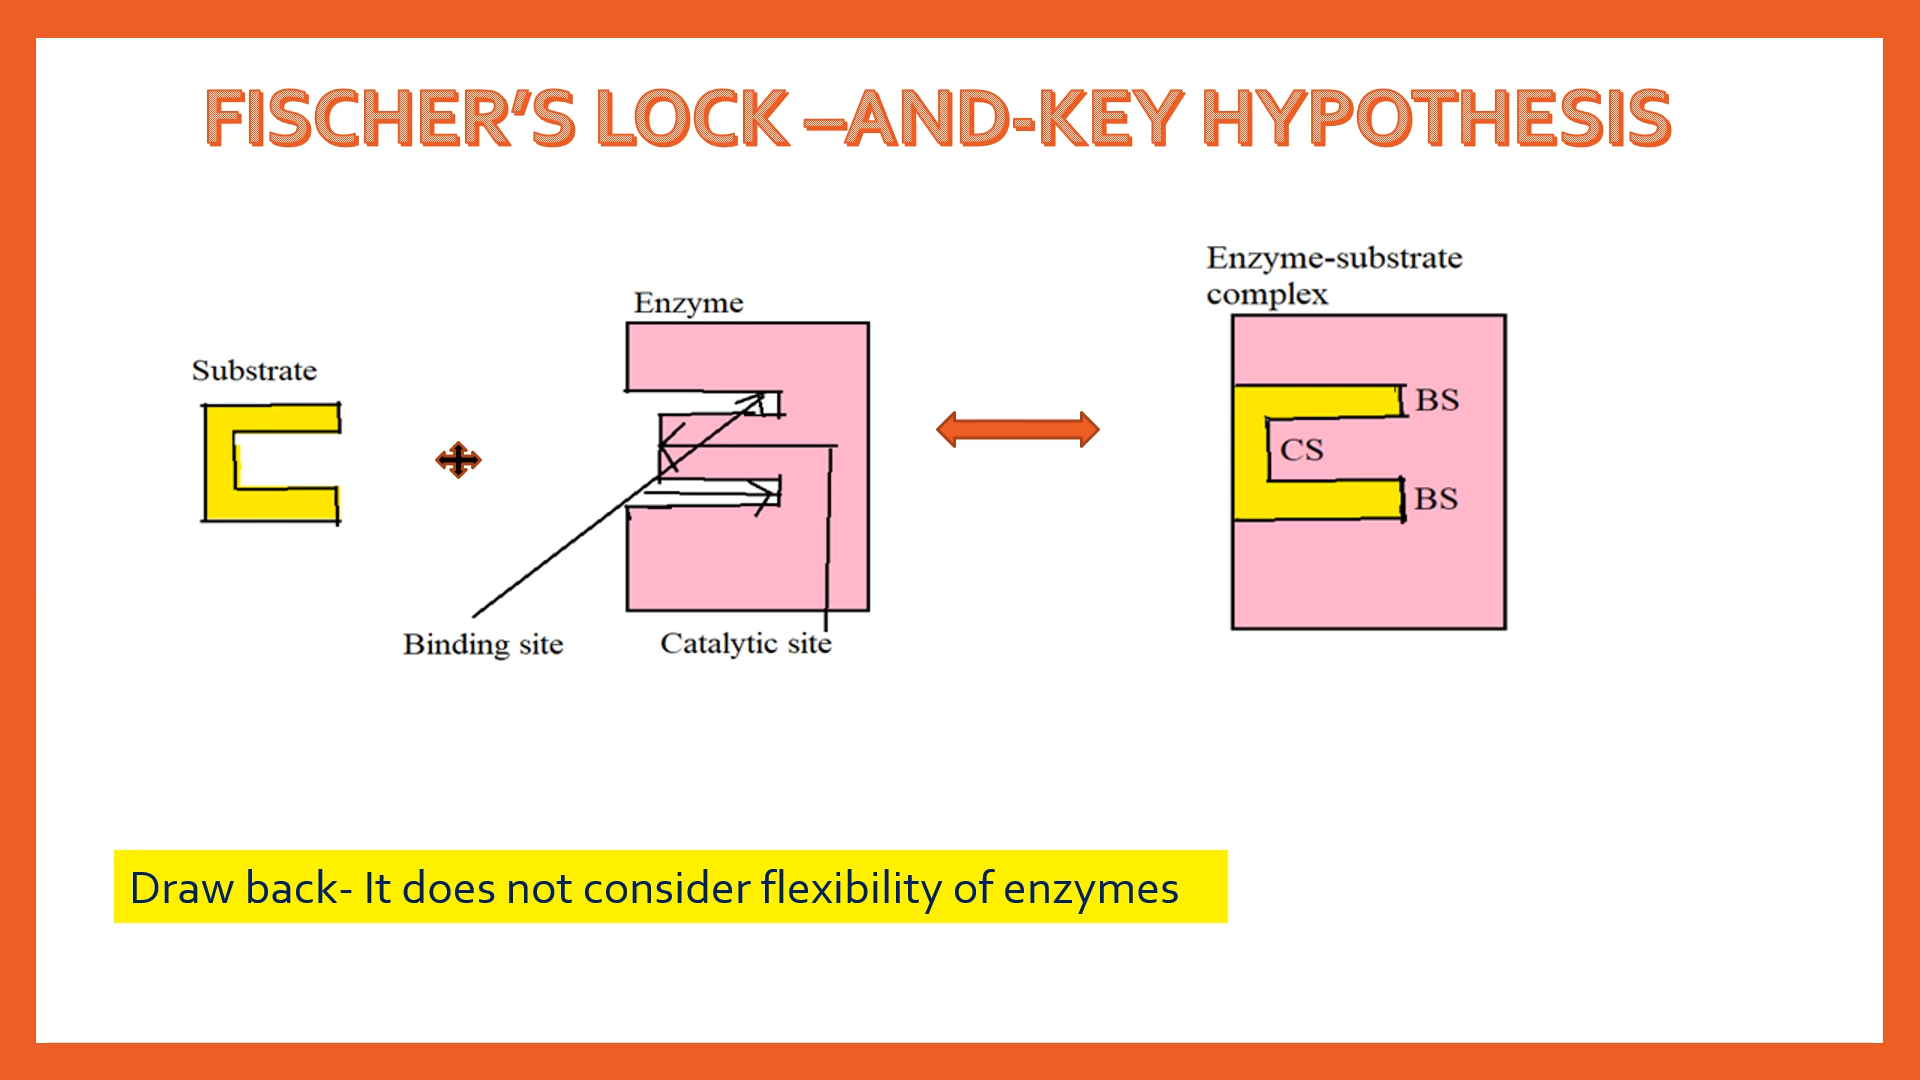 FISCHER’S LOCK –AND-KEY HYPOTHESIS
Enzyme-substrate
complex
Enzyme
Substrate
BS
CS
BS
Binding site
Catalytic site
Draw back- It does not consider flexibility of enzymes